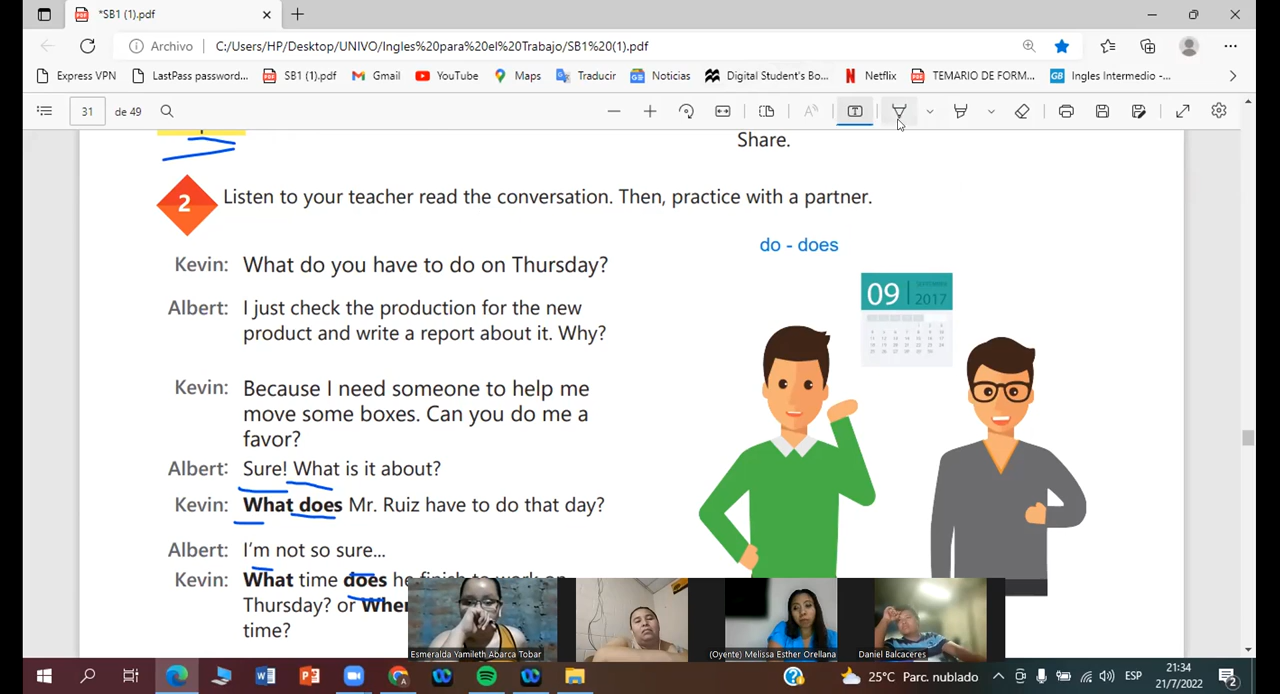 *SB1 (1).pdf
Archivo
C:/Users/HP/Desktop/UNIVO/Ingles%20para%20el%20Trabajo/SB1%20(1).pdf
Express VPN
LastPass password...
SB1 (1).pdf
Gmail
YouTube
Maps
Traducir
Noticias
Digital Student's Bo...
Netflix
TEMARIO DE FORM...
GB Ingles Intermedio -...
31
de 49
Share.
2
Listen to your teacher read the conversation. Then, practice with a partner.
do - does
Kevin: What do you have to do on Thursday?
Albert: I just check the production for the new
product and write a report about it. Why?
Kevin: Because I need someone to help me
move some boxes. Can you do me a
favor?
Albert: Sure! What is it about?
Kevin: What does Mr. Ruiz have to do that day?
Albert: I'm not so sure...
Kevin: What time does he finish to work on
Thursday? or When
time?
09
2017
Esmeralda Yamileth Abarca Tobar
(Oyente) Melissa Esther Orellana
Daniel Balcaceres
25°C Parc. nublado
ESP
21:34
21/7/2022
2